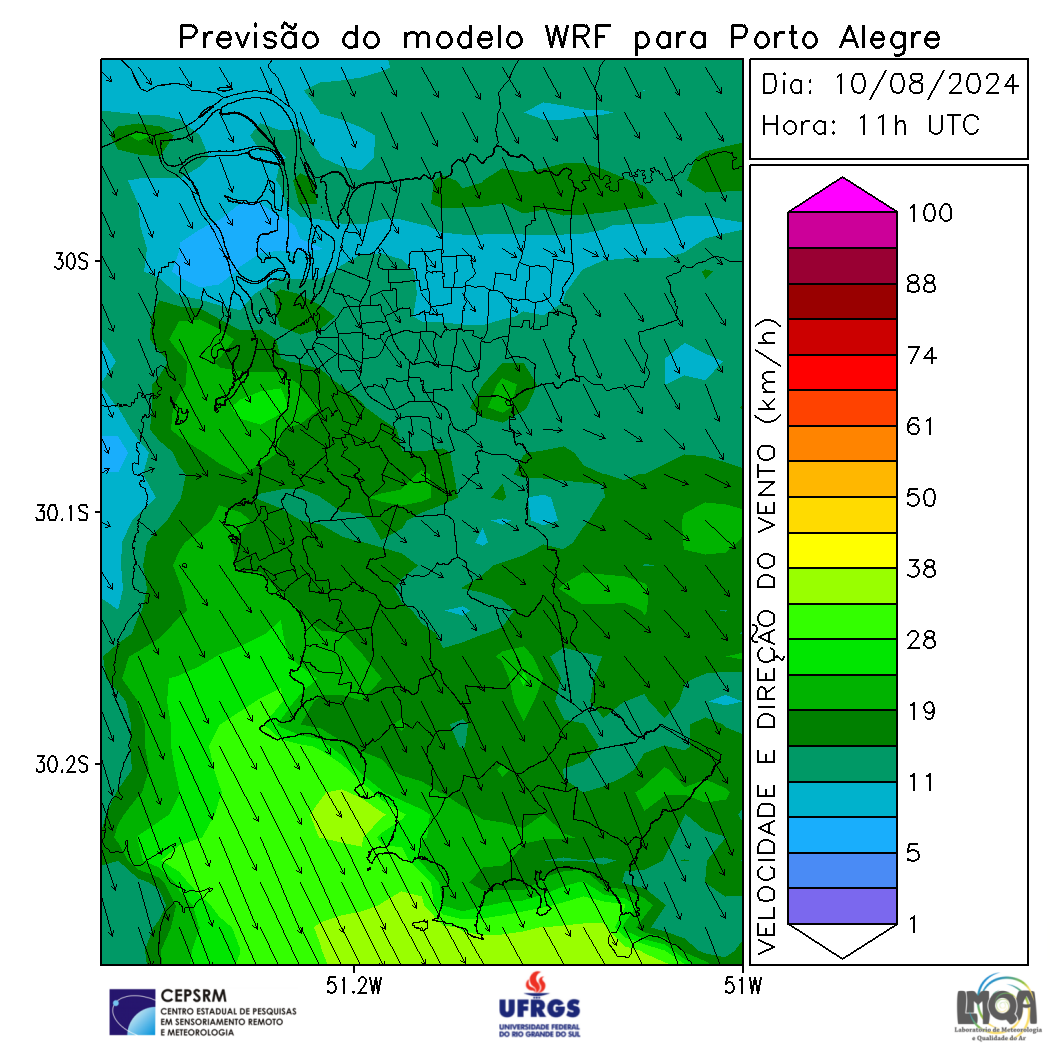 Previsão do modelo WRF para Porto Alegre
Dia: 10/08/2024
Hora: 11h UTC
30S
30.1S
30.2S
51.2W
51W
VELOCIDADE E DIREÇÃO DO VENTO (km/h)
100
88
74
61
50
38
28
19
11
5
1
CEPSRM
CENTRO ESTADUAL DE PESQUISAS
EM SENSORIAMENTO REMOTO
E METEOROLOGIA
UFRGS
UNIVERSIDADE FEDERAL
DO RIO GRANDE DO SUL
LMQA
Laboratório de Meteorologia
e Qualidade do Ar